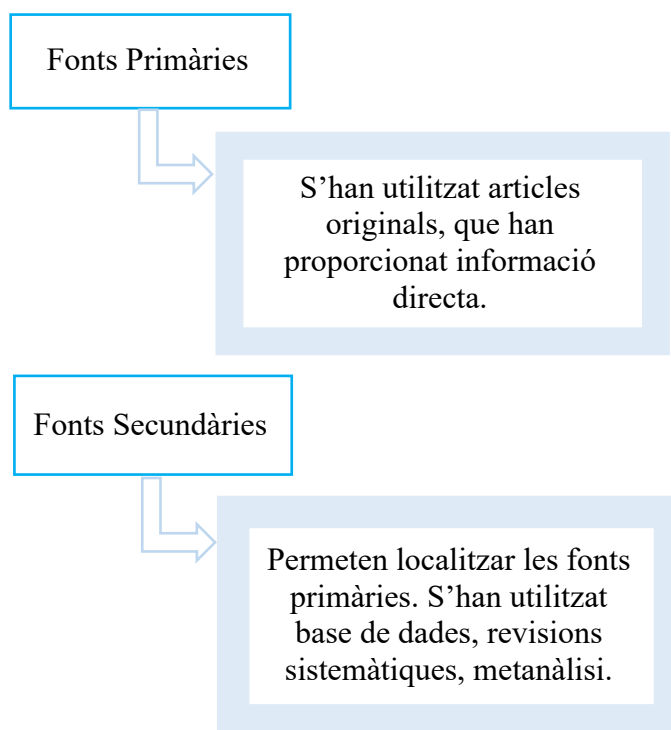 Fonts Primàries
S’han utilitzat articles
originals, que han
proporcionat informació
directa.
Fonts Secundàries
Permeten localitzar les fonts
primàries. S’han utilitzat
base de dades, revisions
sistemàtiques, metanàlisi.